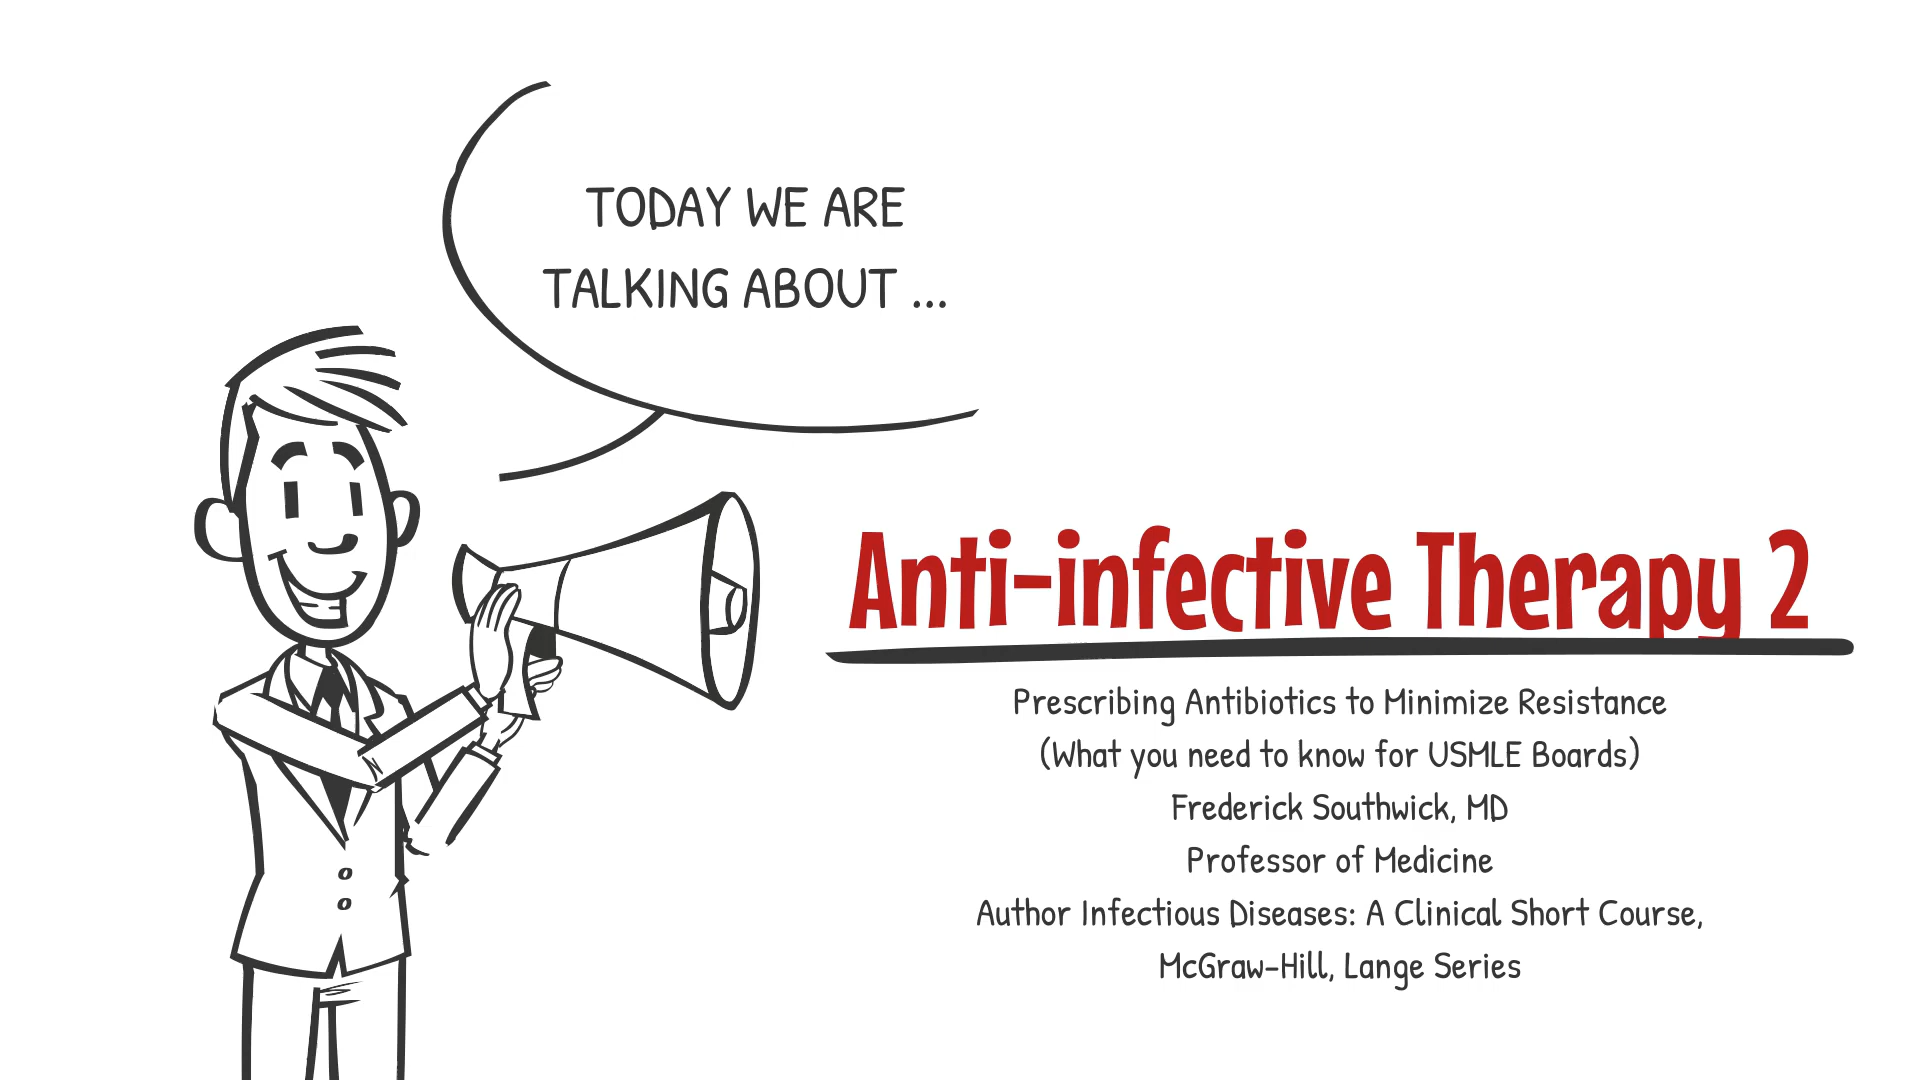 TODAY WE ARE
TALKING ABOUT ...
Anti-infective Therapy 2
Prescribing Antibiotics to Minimize Resistance
(What you need to know for USMLE Boards)
Frederick Southwick, MD
Professor of Medicine
Author Infectious Diseases: A Clinical Short Course,
McGraw-Hill, Lange Series